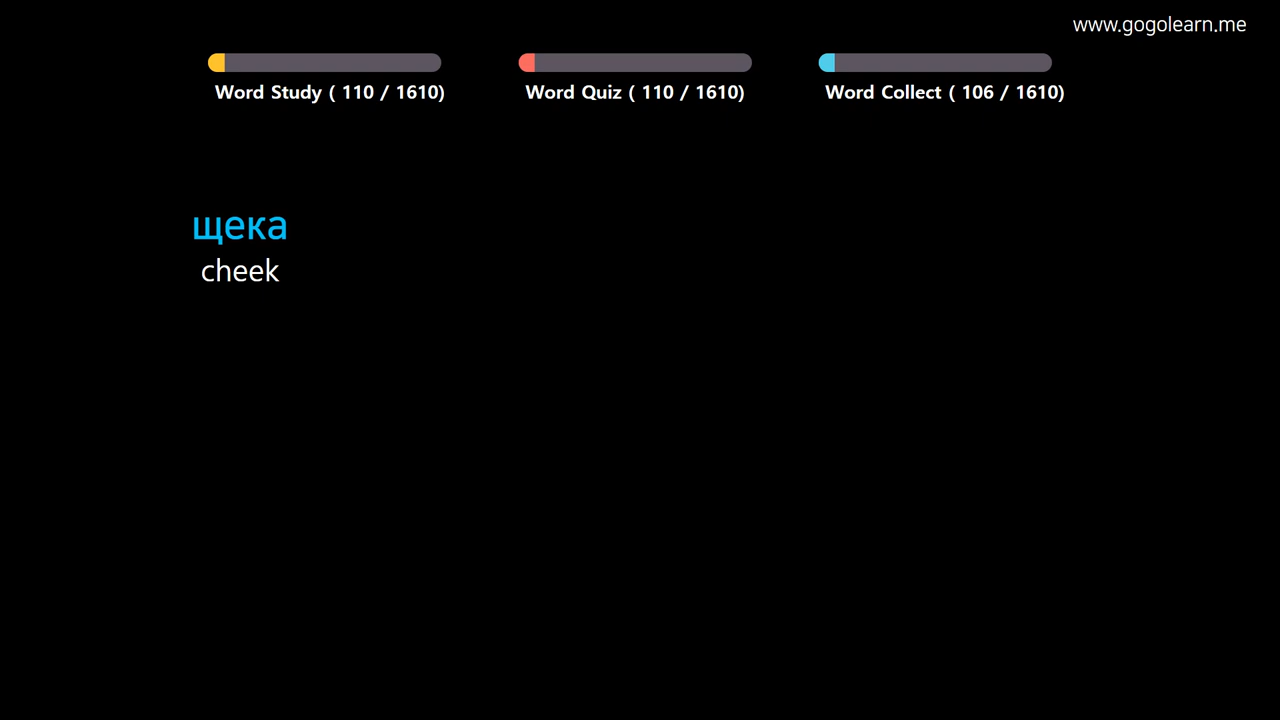 www.gogolearn.me
Word Study ( 110 / 1610)
Word Quiz ( 110 / 1610)
Word Collect ( 106 / 1610)
щека
cheek